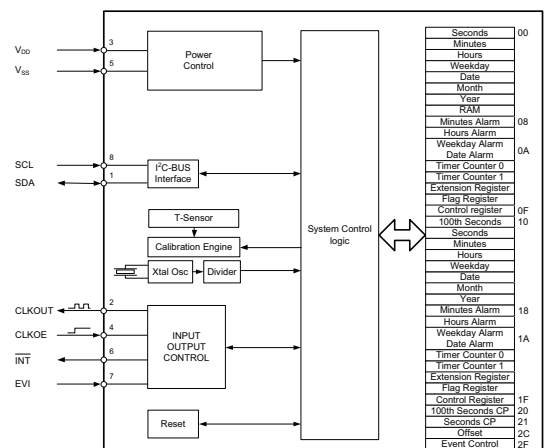 V_DD
3
Power
Control
V_SS
5
SCL
8
I²C-BUS
Interface
SDA
1
T-Sensor
Calibration Engine
Xtal Osc
Divider
CLKOUT
2
CLKOE
4
INPUT
OUTPUT
CONTROL
INT
6
EVI
7
Reset
System Control
logic
Seconds 00
Minutes
Hours
Weekday
Date
Month
Year
RAM
Minutes Alarm 08
Hours Alarm
Weekday Alarm
Date Alarm 0A
Timer Counter 0
Timer Counter 1
Extension Register
Flag Register
Control register 0F
100th Seconds 10
Seconds
Minutes
Hours
Weekday
Date
Month
Year
Minutes Alarm 18
Hours Alarm
Weekday Alarm
Date Alarm 1A
Timer Counter 0
Timer Counter 1
Extension Register
Flag Register
Control Register 1F
100th Seconds CP 20
Seconds CP 21
Offset 2C
Event Control 2F